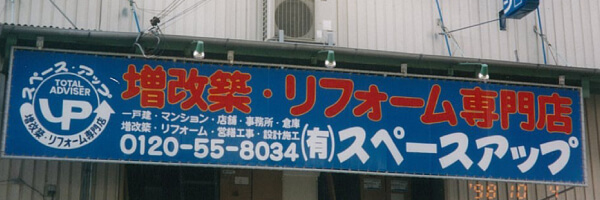 スペース・アップ
TOTAL
ADVISER
UP
増改築・リフォーム専門店
増改築・リフォーム専門店
一戸建・マンション・店舗・事務所・倉庫
増改築・リフォーム・営繕工事・設計施工
0120-55-8034
(有)スペースアップ
'98 10 4